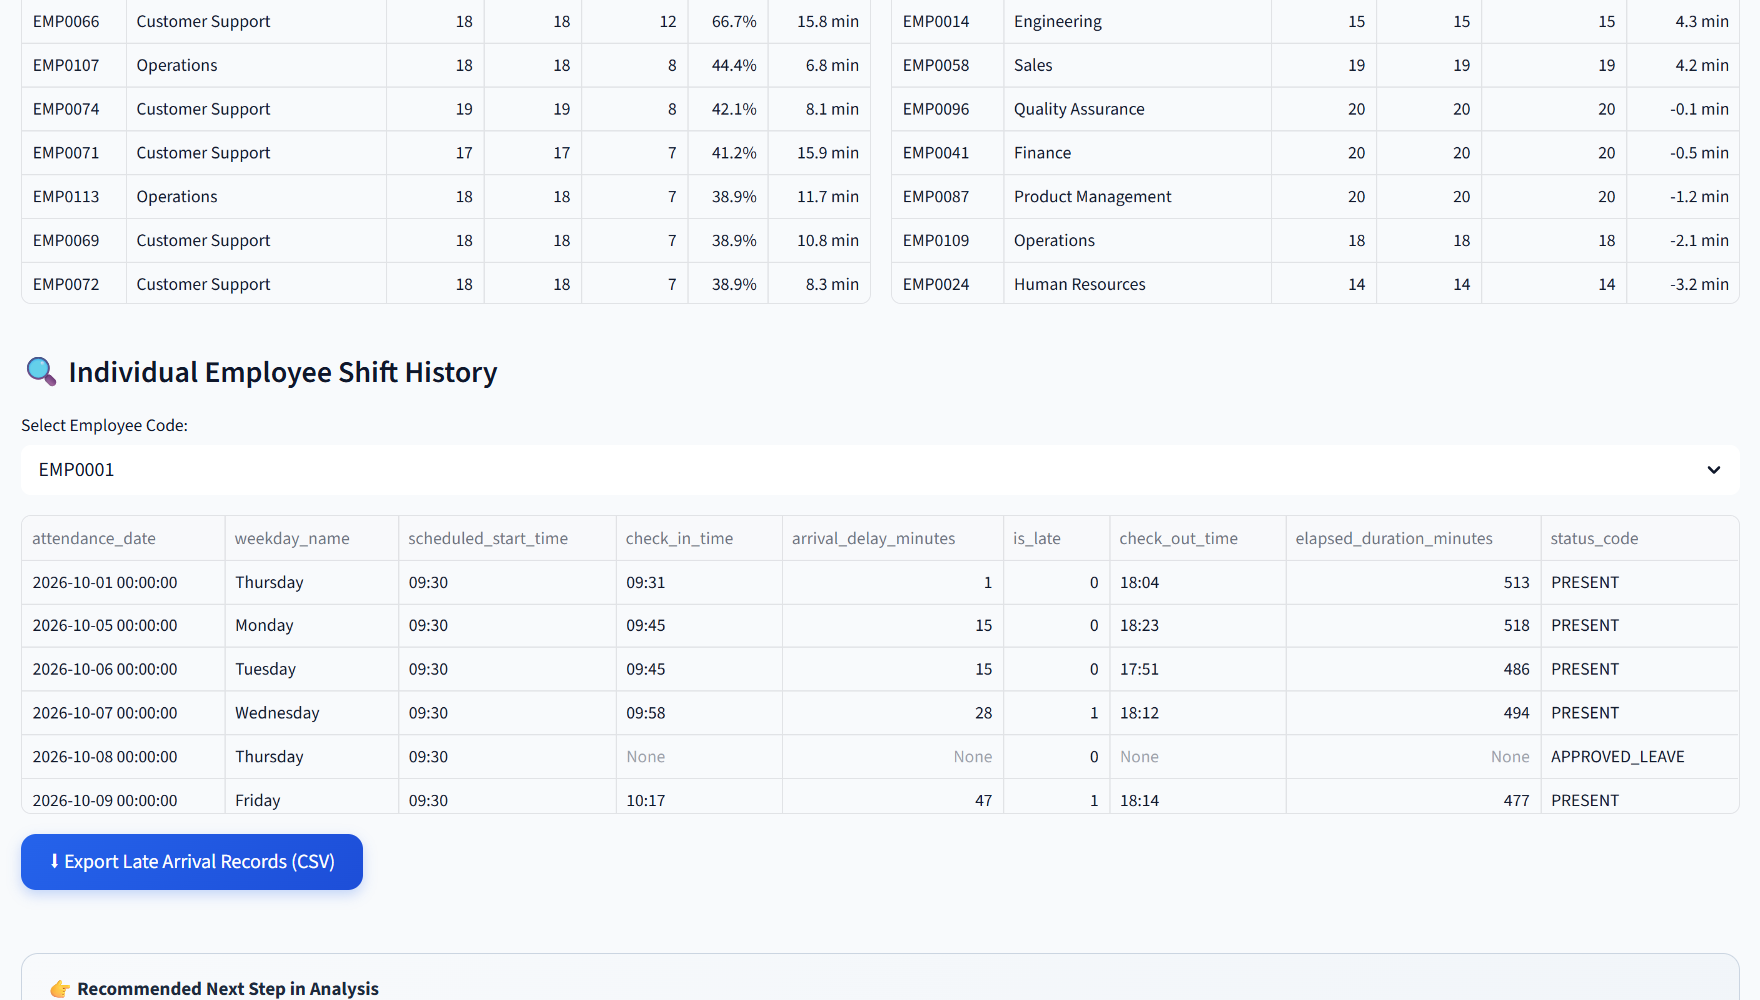 EMP0066 Customer Support 18 18 12 66.7% 15.8 min
EMP0107 Operations 18 18 8 44.4% 6.8 min
EMP0074 Customer Support 19 19 8 42.1% 8.1 min
EMP0071 Customer Support 17 17 7 41.2% 15.9 min
EMP0113 Operations 18 18 7 38.9% 11.7 min
EMP0069 Customer Support 18 18 7 38.9% 10.8 min
EMP0072 Customer Support 18 18 7 38.9% 8.3 min
EMP0014 Engineering 15 15 15 4.3 min
EMP0058 Sales 19 19 19 4.2 min
EMP0096 Quality Assurance 20 20 20 -0.1 min
EMP0041 Finance 20 20 20 -0.5 min
EMP0087 Product Management 20 20 20 -1.2 min
EMP0109 Operations 18 18 18 -2.1 min
EMP0024 Human Resources 14 14 14 -3.2 min
🔍 Individual Employee Shift History
Select Employee Code:
EMP0001
attendance_date weekday_name scheduled_start_time check_in_time arrival_delay_minutes is_late check_out_time elapsed_duration_minutes status_code
2026-10-01 00:00:00 Thursday 09:30 09:31 1 0 18:04 513 PRESENT
2026-10-05 00:00:00 Monday 09:30 09:45 15 0 18:23 518 PRESENT
2026-10-06 00:00:00 Tuesday 09:30 09:45 15 0 17:51 486 PRESENT
2026-10-07 00:00:00 Wednesday 09:30 09:58 28 1 18:12 494 PRESENT
2026-10-08 00:00:00 Thursday 09:30 None None 0 None None APPROVED_LEAVE
2026-10-09 00:00:00 Friday 09:30 10:17 47 1 18:14 477 PRESENT
⬇ Export Late Arrival Records (CSV)
👉 Recommended Next Step in Analysis